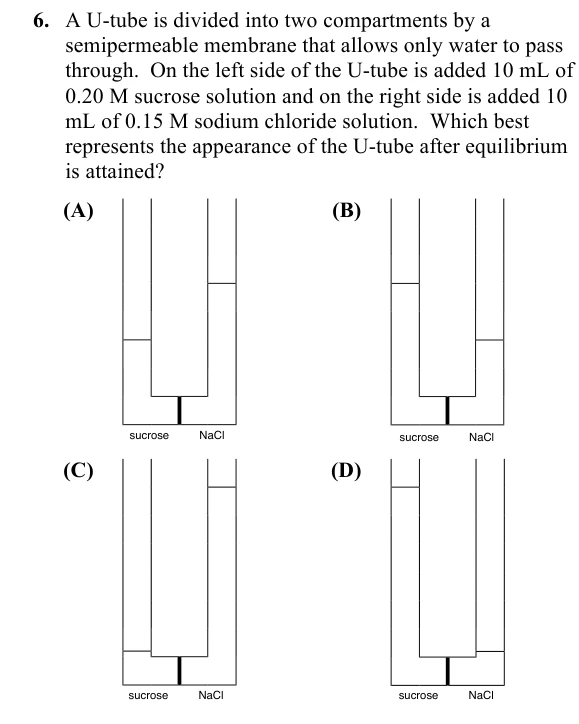 6. A U-tube is divided into two compartments by a
semipermeable membrane that allows only water to pass
through. On the left side of the U-tube is added 10 mL of
0.20 M sucrose solution and on the right side is added 10
mL of 0.15 M sodium chloride solution. Which best
represents the appearance of the U-tube after equilibrium
is attained?
(A) (B)
sucrose NaCl sucrose NaCl
(C) (D)
sucrose NaCl sucrose NaCl